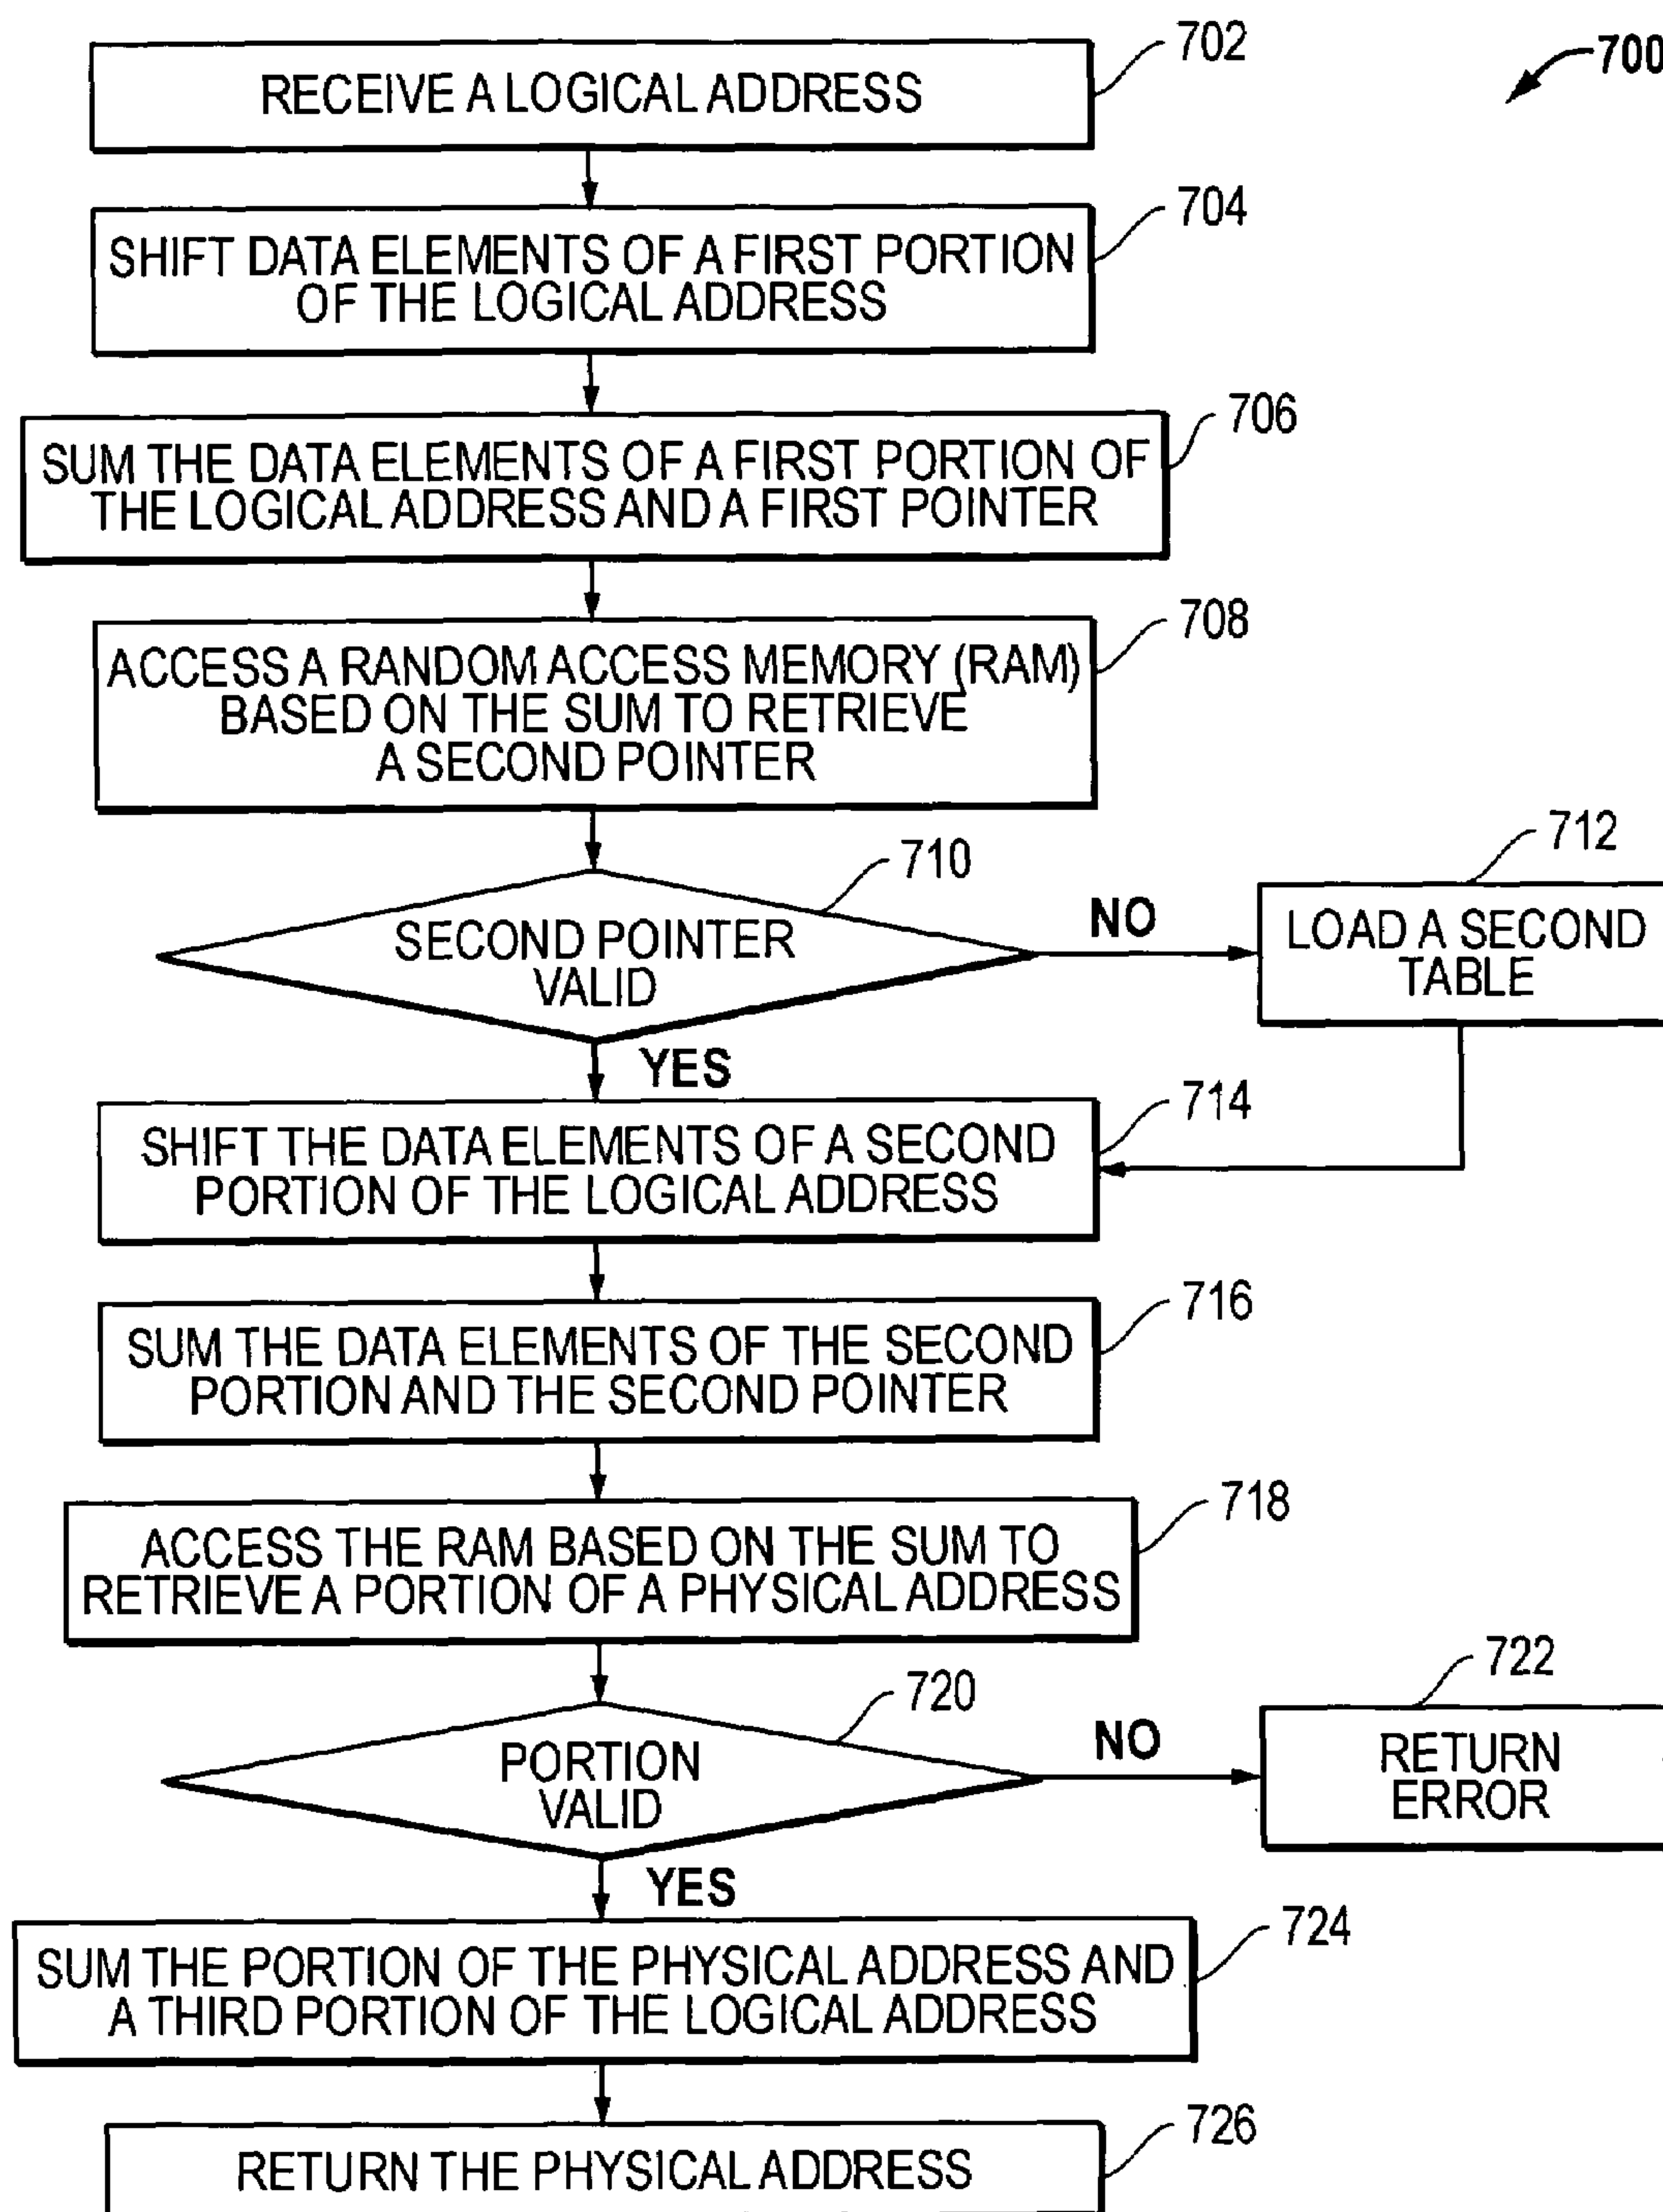 700
702
RECEIVE A LOGICAL ADDRESS
704
SHIFT DATA ELEMENTS OF A FIRST PORTION
OF THE LOGICAL ADDRESS
706
SUM THE DATA ELEMENTS OF A FIRST PORTION OF
THE LOGICAL ADDRESS AND A FIRST POINTER
708
ACCESS A RANDOM ACCESS MEMORY (RAM)
BASED ON THE SUM TO RETRIEVE
A SECOND POINTER
710
SECOND POINTER
VALID
NO
712
LOAD A SECOND
TABLE
YES
714
SHIFT THE DATA ELEMENTS OF A SECOND
PORTION OF THE LOGICAL ADDRESS
716
SUM THE DATA ELEMENTS OF THE SECOND
PORTION AND THE SECOND POINTER
718
ACCESS THE RAM BASED ON THE SUM TO
RETRIEVE A PORTION OF A PHYSICAL ADDRESS
720
PORTION
VALID
NO
722
RETURN
ERROR
YES
724
SUM THE PORTION OF THE PHYSICAL ADDRESS AND
A THIRD PORTION OF THE LOGICAL ADDRESS
726
RETURN THE PHYSICAL ADDRESS